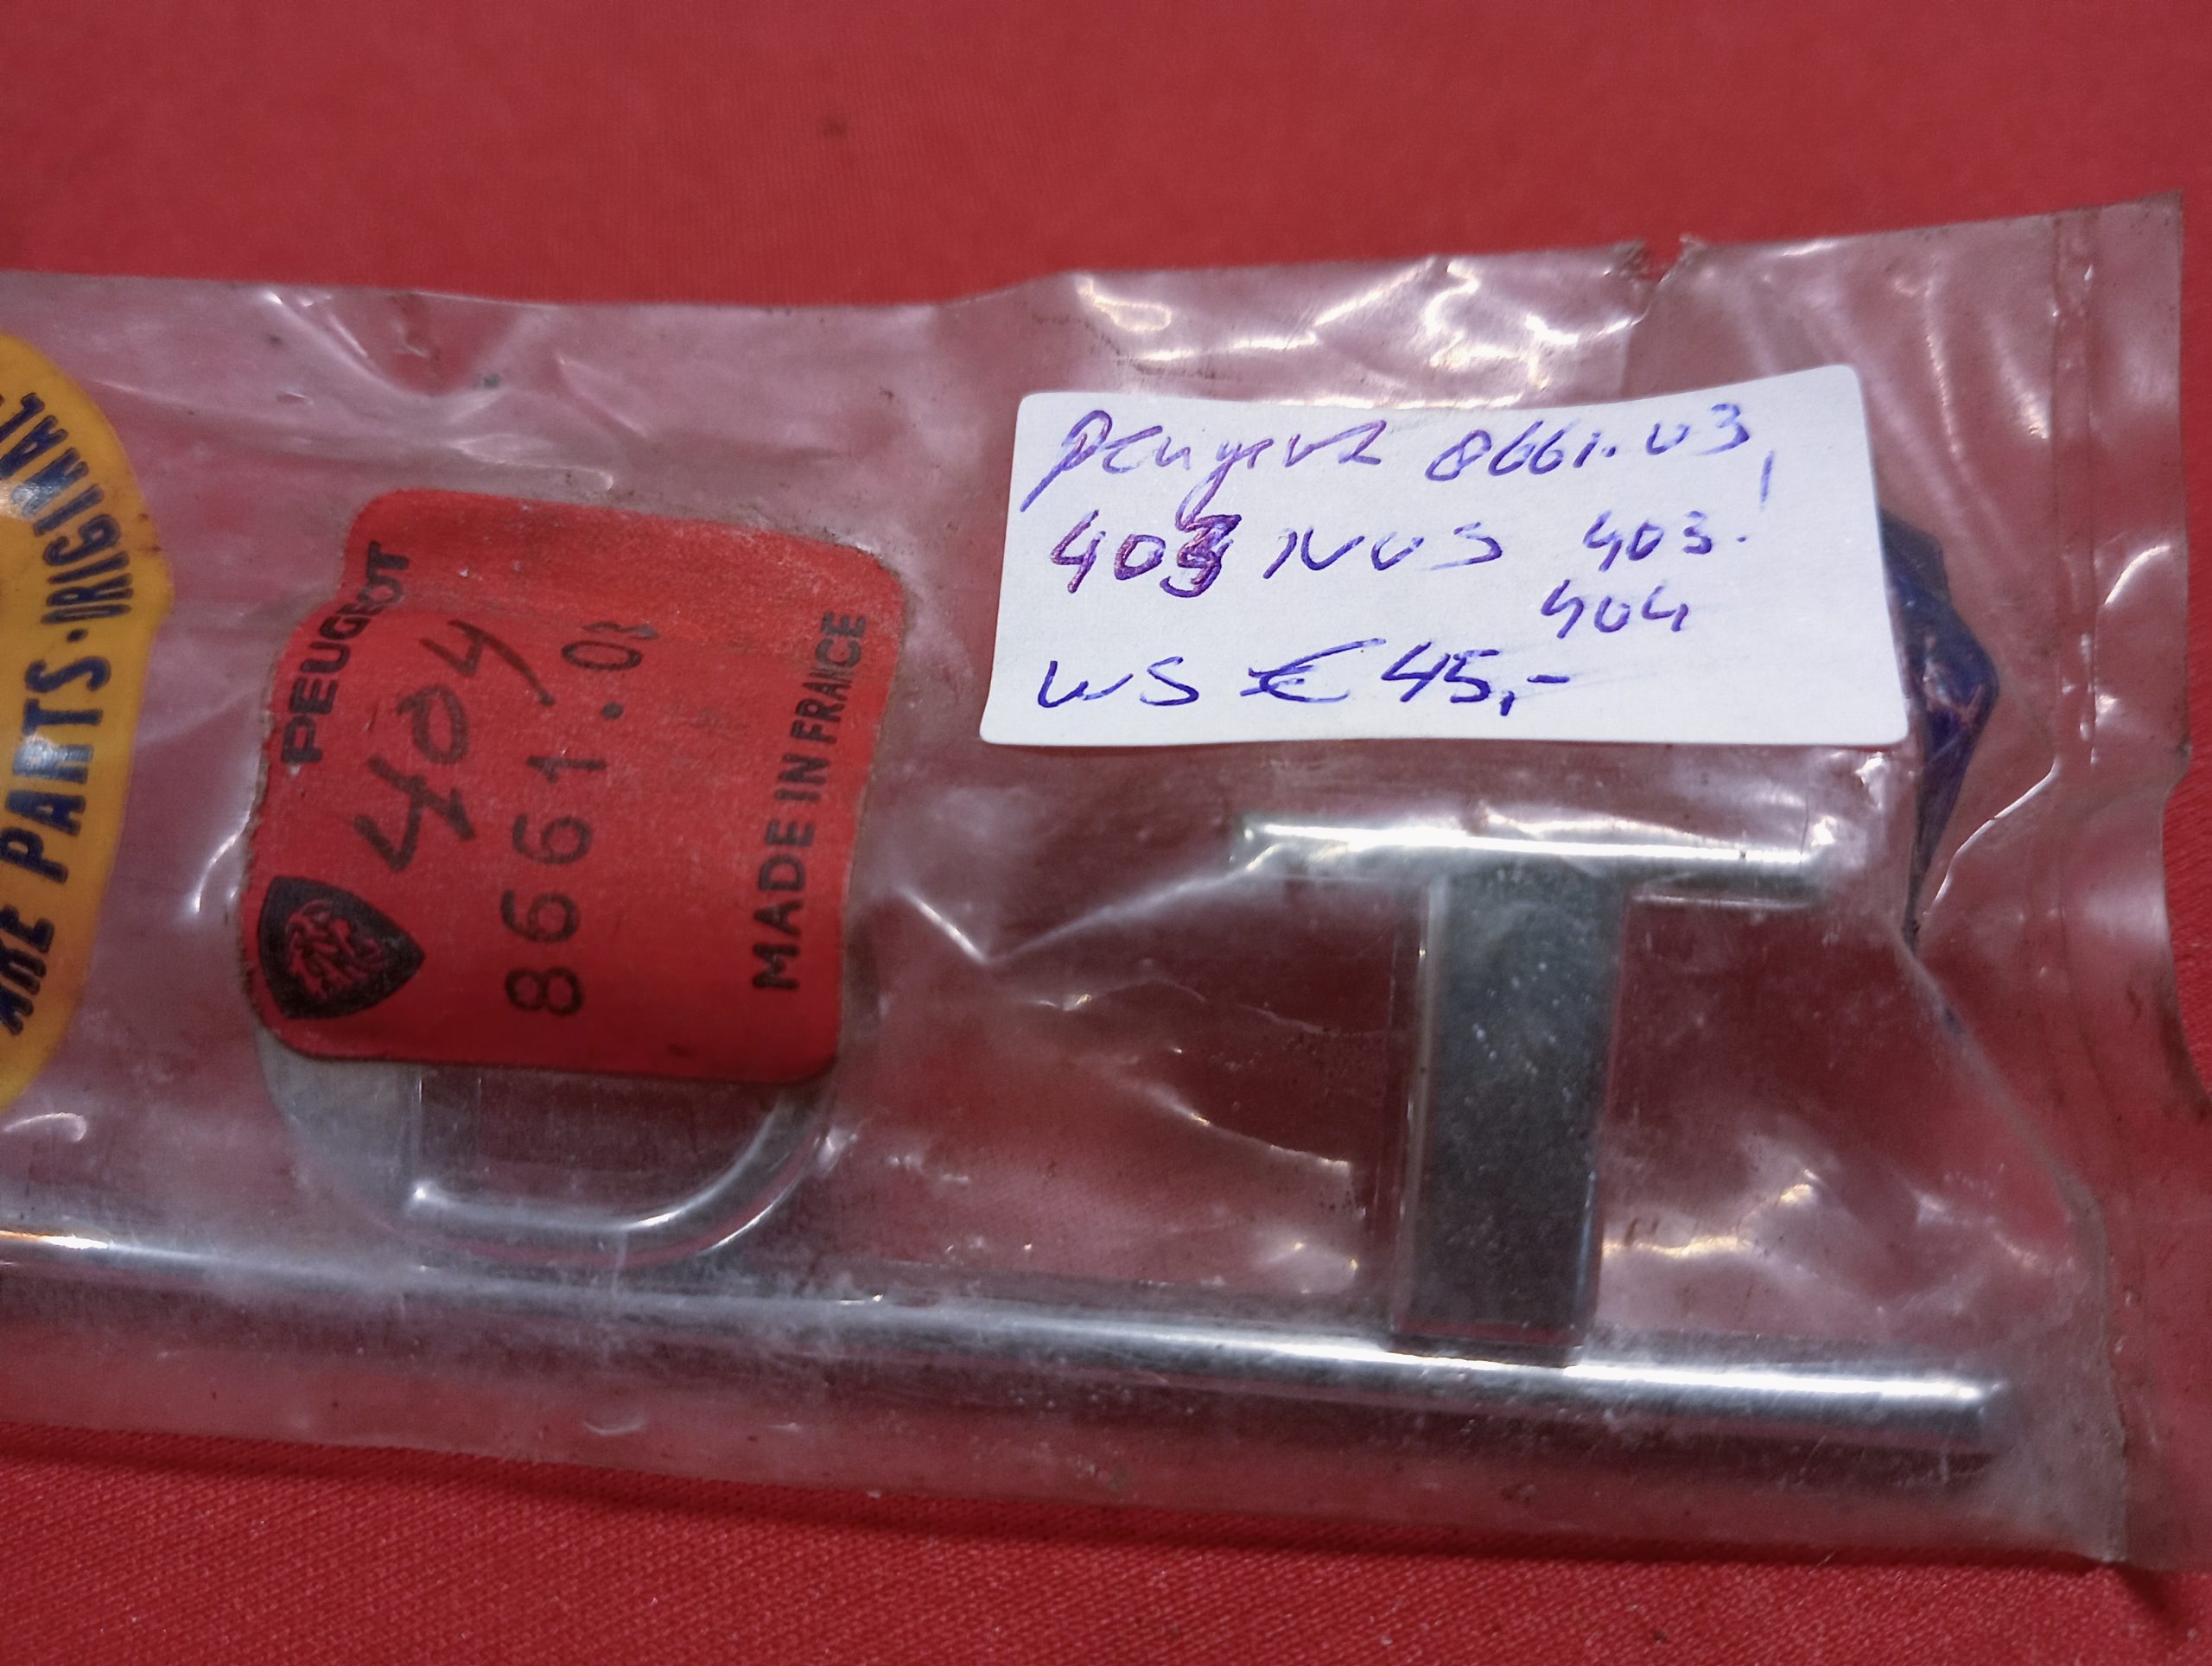 PARTS · ORIGINAL
PEUGEOT
404
8661.03
MADE IN FRANCE
Peugeot 8661.03
403 NOS 403!
404
WS € 45,-